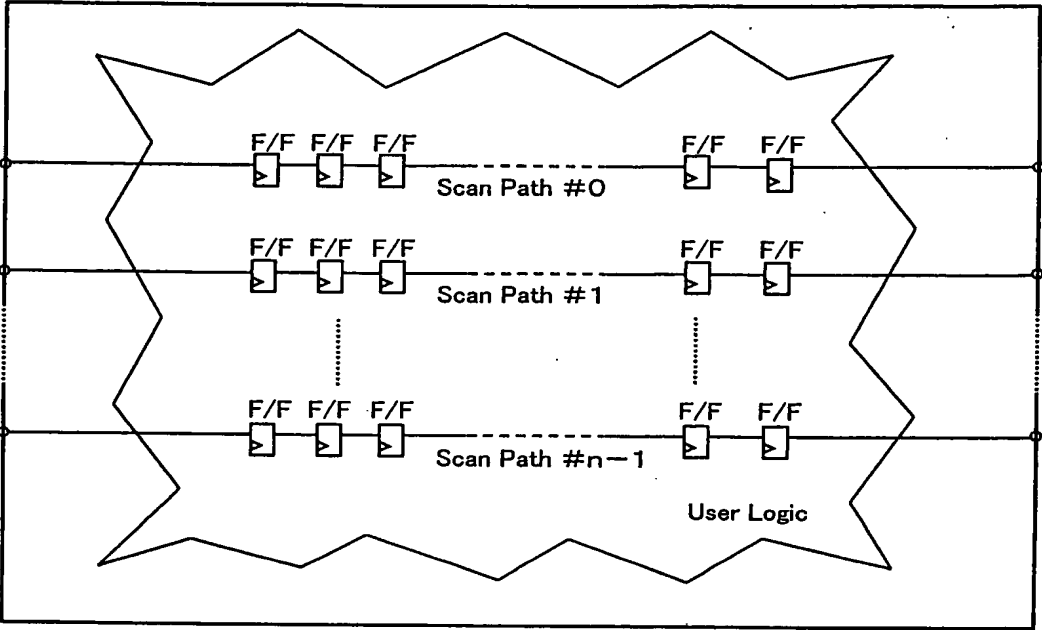 F/F F/F F/F F/F F/F
Scan Path #0
F/F F/F F/F F/F F/F
Scan Path #1
F/F F/F F/F F/F F/F
Scan Path #n-1
User Logic